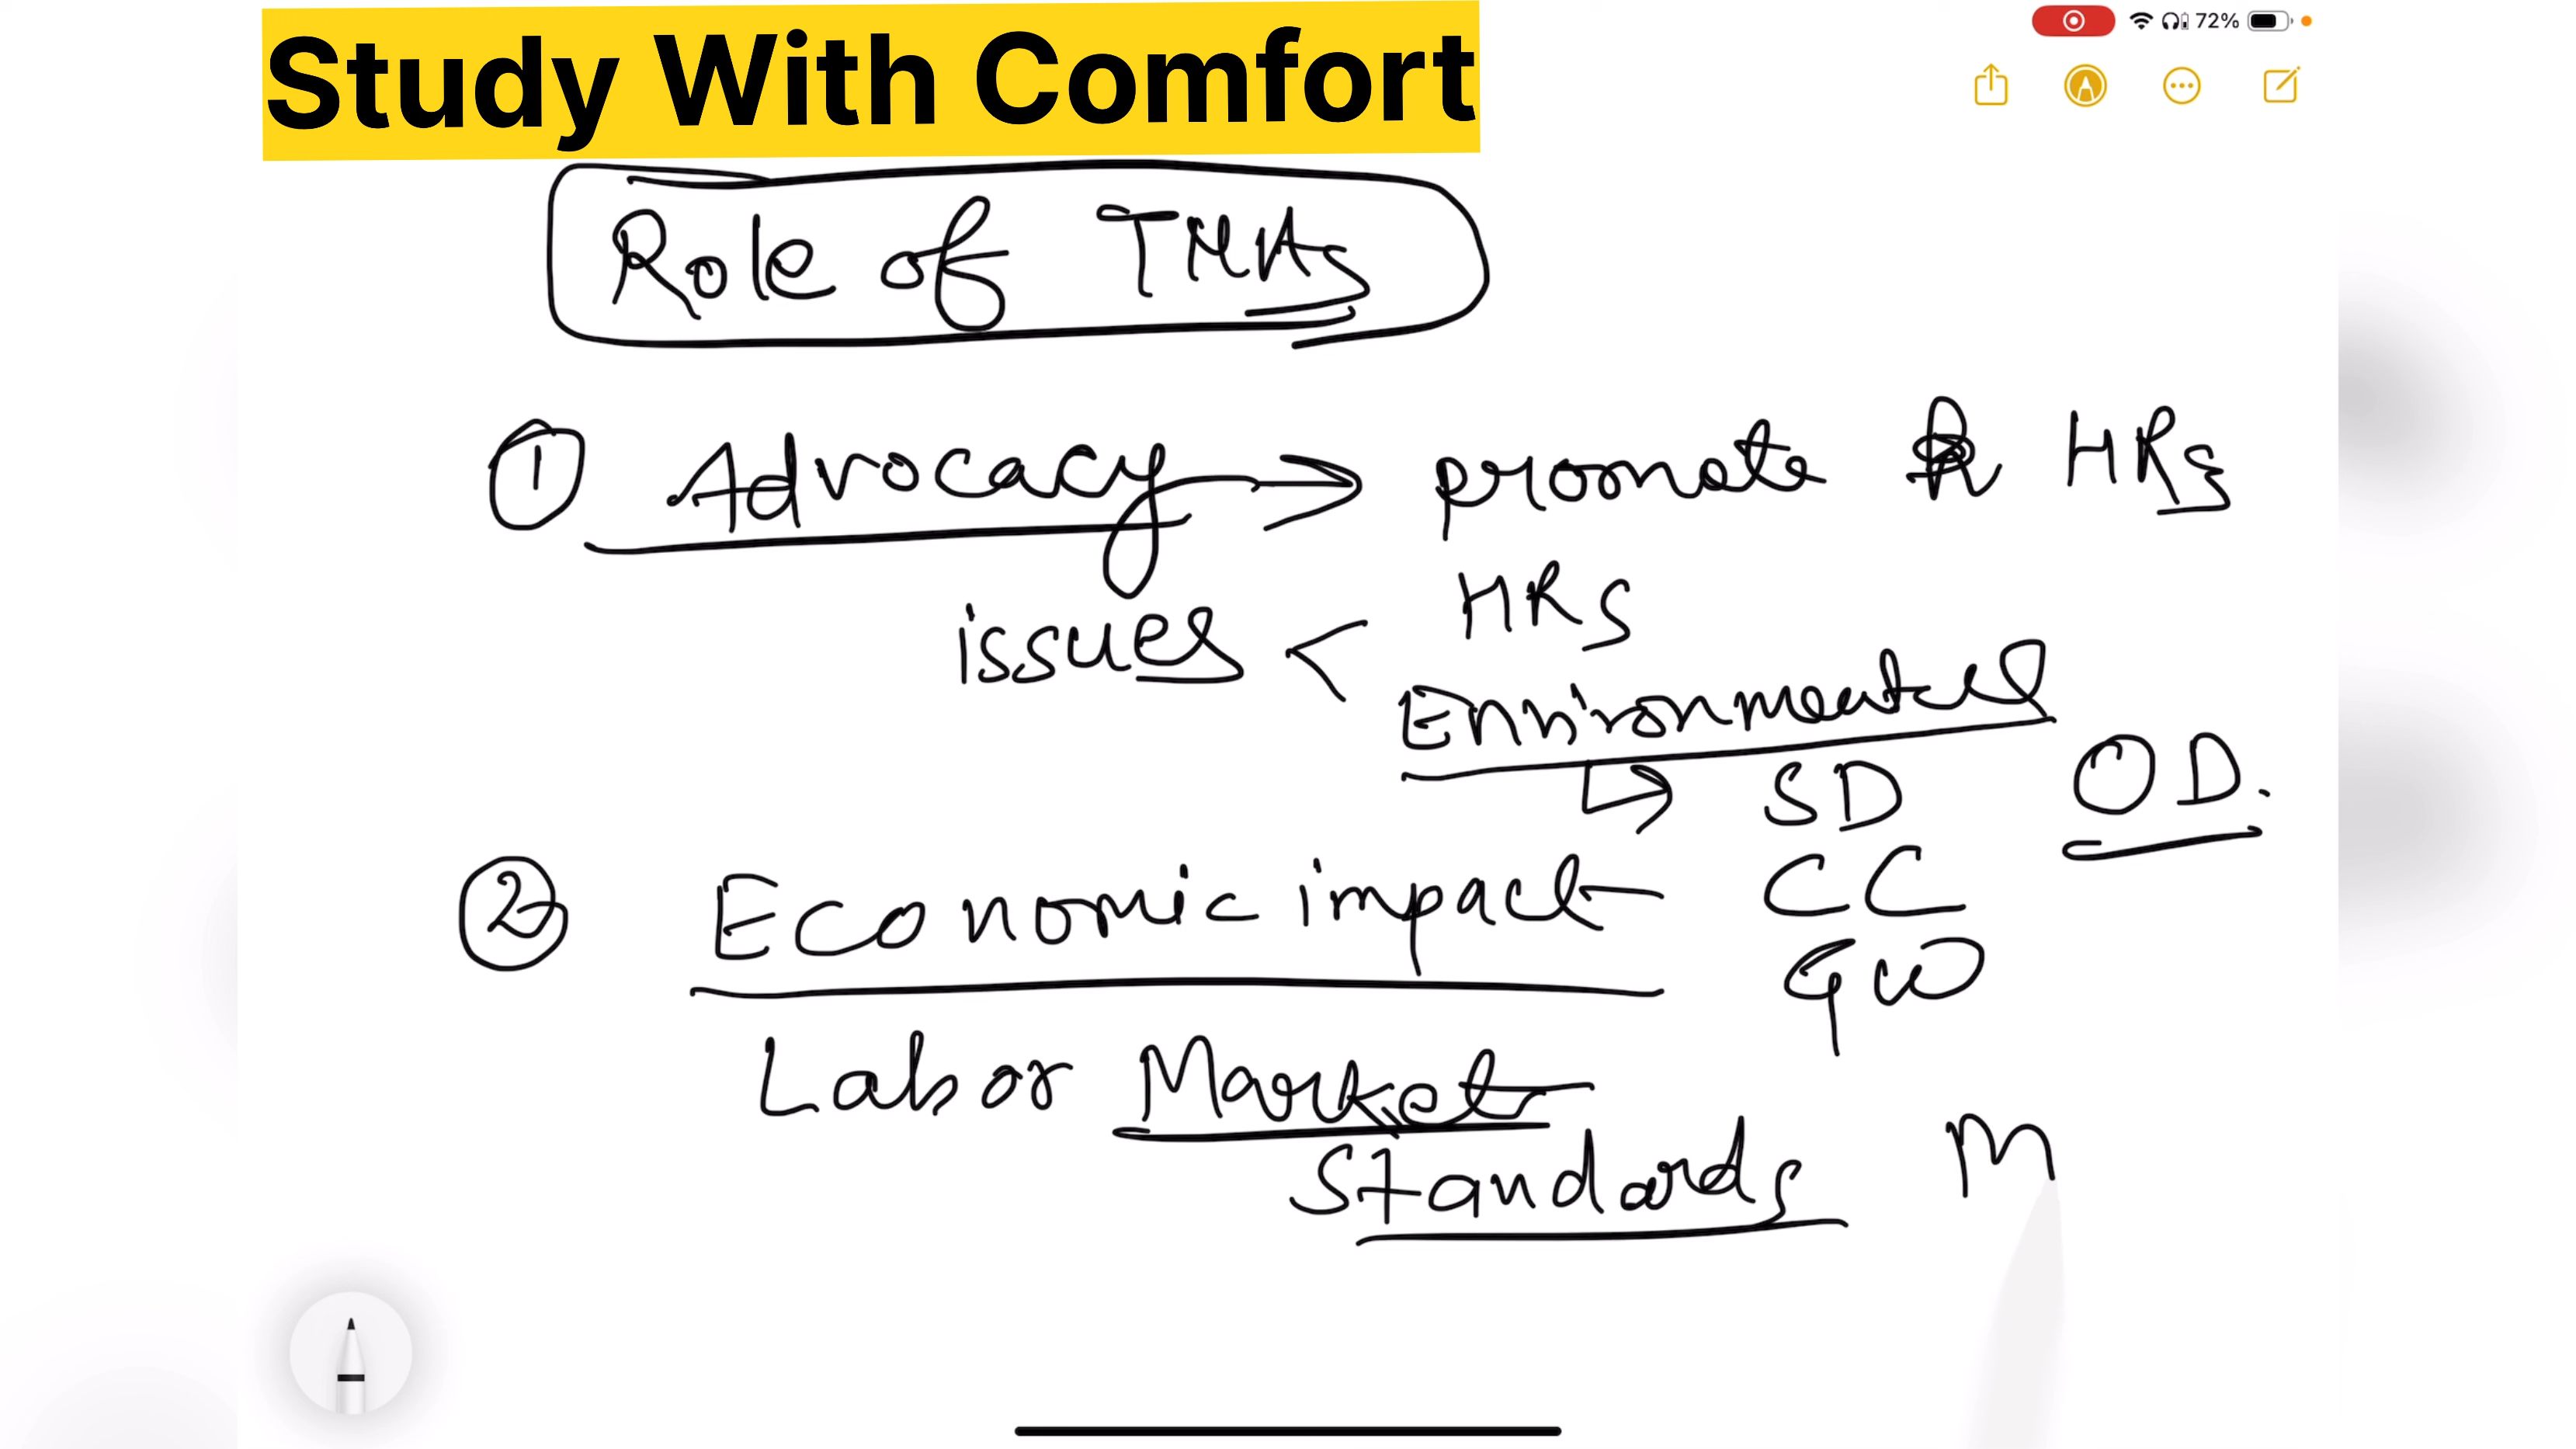 72%
Study With Comfort
Role of TNAs
① Advocacy → promote HRs
issues < HRs
Environmental
↳ SD OD.
② Economic impact CC
GW
Labor Market
Standards M